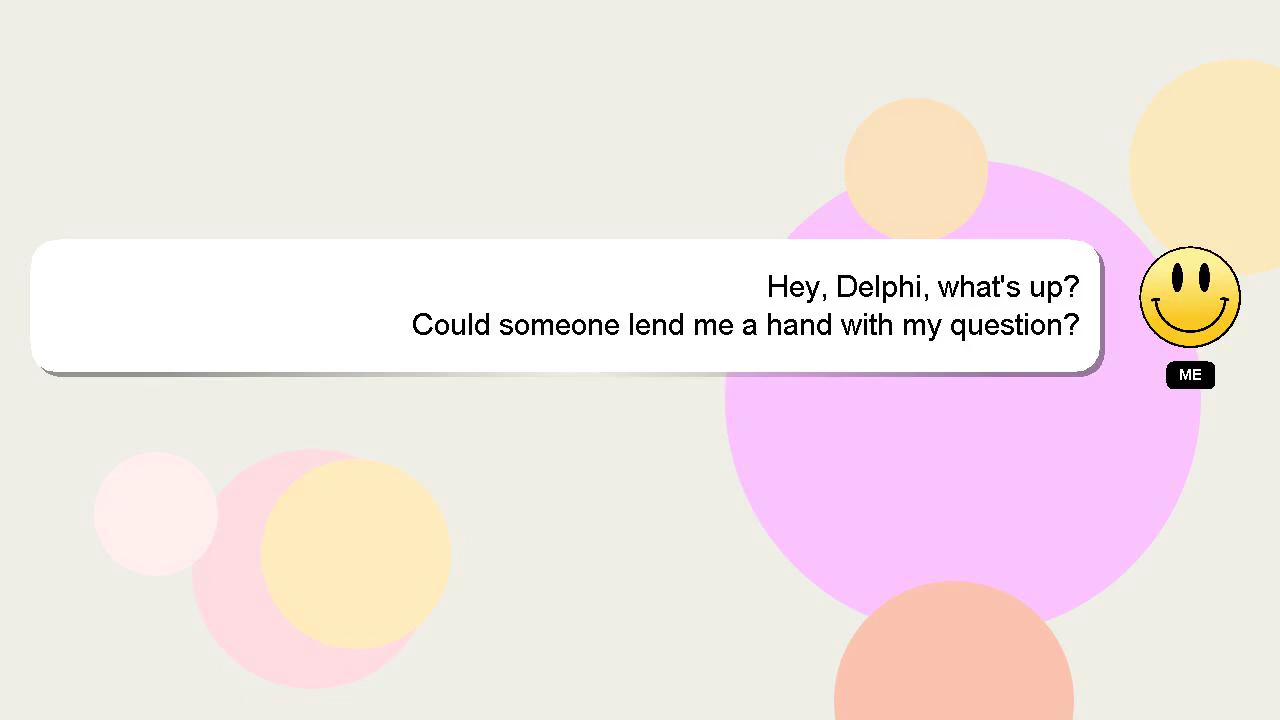 Hey, Delphi, what's up?
Could someone lend me a hand with my question?
ME